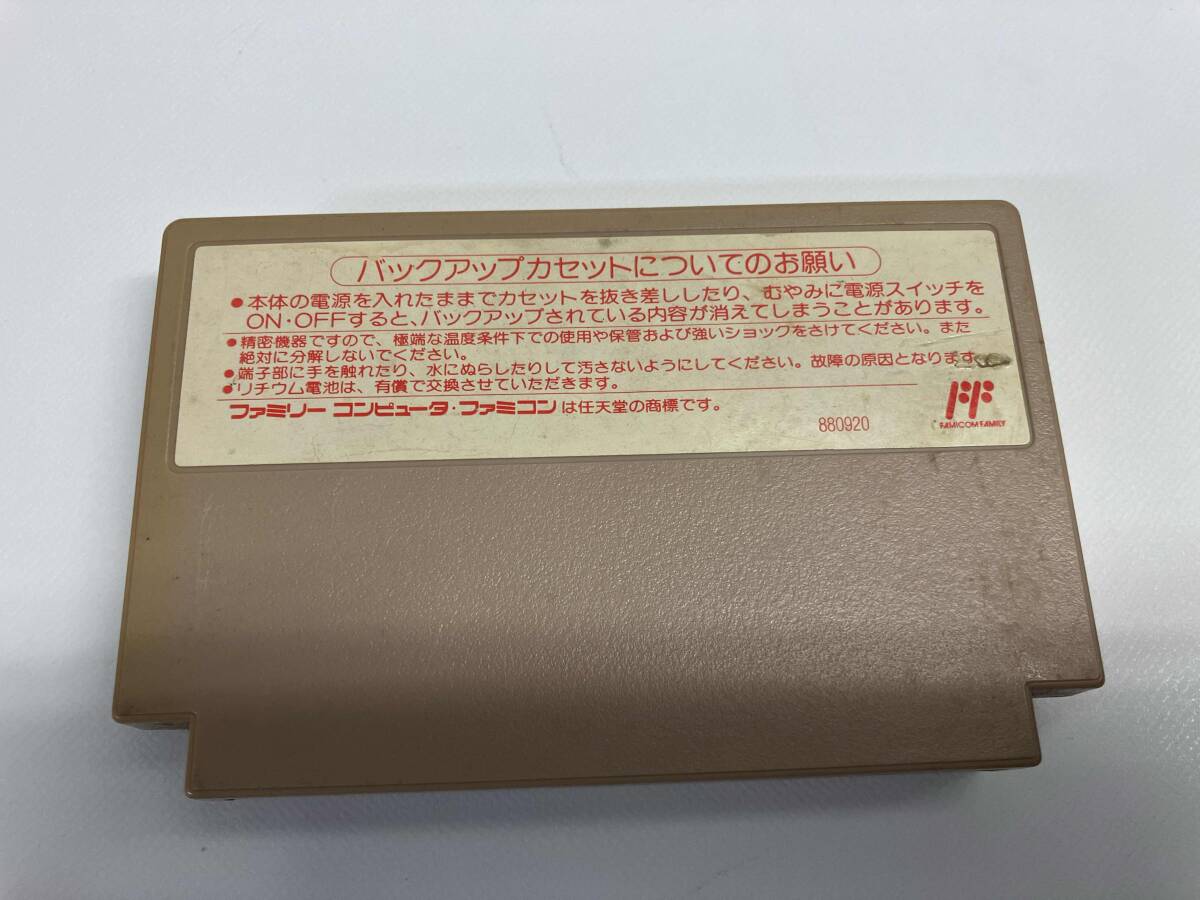 バックアップカセットについてのお願い
●本体の電源を入れたままでカセットを抜き差ししたり、むやみに電源スイッチを
ON・OFFすると、バックアップされている内容が消えてしまうことがあります。
●精密機器ですので、極端な温度条件下での使用や保管および強いショックをさけてください。また
絶対に分解しないでください。
●端子部に手を触れたり、水にぬらしたりして汚さないようにしてください。故障の原因となります。
●リチウム電池は、有償で交換させていただきます。
ファミリー コンピュータ・ファミコンは任天堂の商標です。
880920
FAMICOM FAMILY